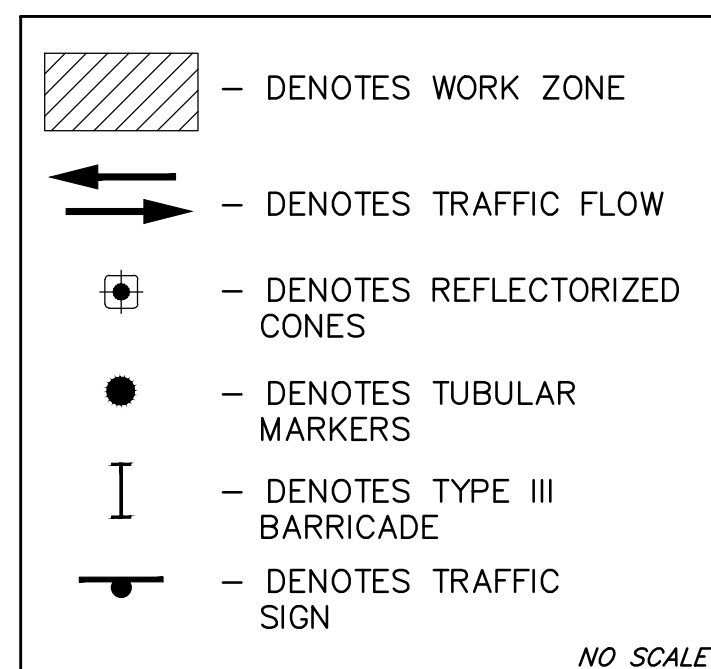 – DENOTES WORK ZONE
– DENOTES TRAFFIC FLOW
– DENOTES REFLECTORIZED
CONES
– DENOTES TUBULAR
MARKERS
– DENOTES TYPE III
BARRICADE
– DENOTES TRAFFIC
SIGN
NO SCALE